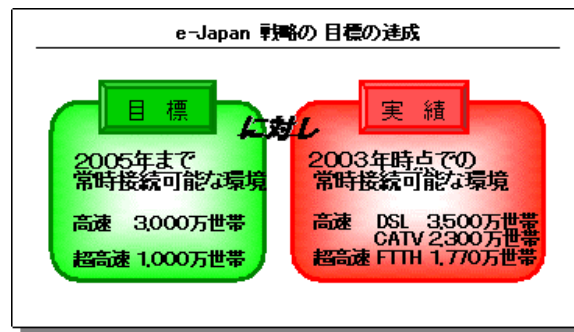 e-Japan 戦略の 目標の達成
目標
に対し
実績
2005年まで
常時接続可能な環境
高速 3,000万世帯
超高速 1,000万世帯
2003年時点での
常時接続可能な環境
高速 DSL 3,500万世帯
CATV 2,300万世帯
超高速 FTTH 1,770万世帯